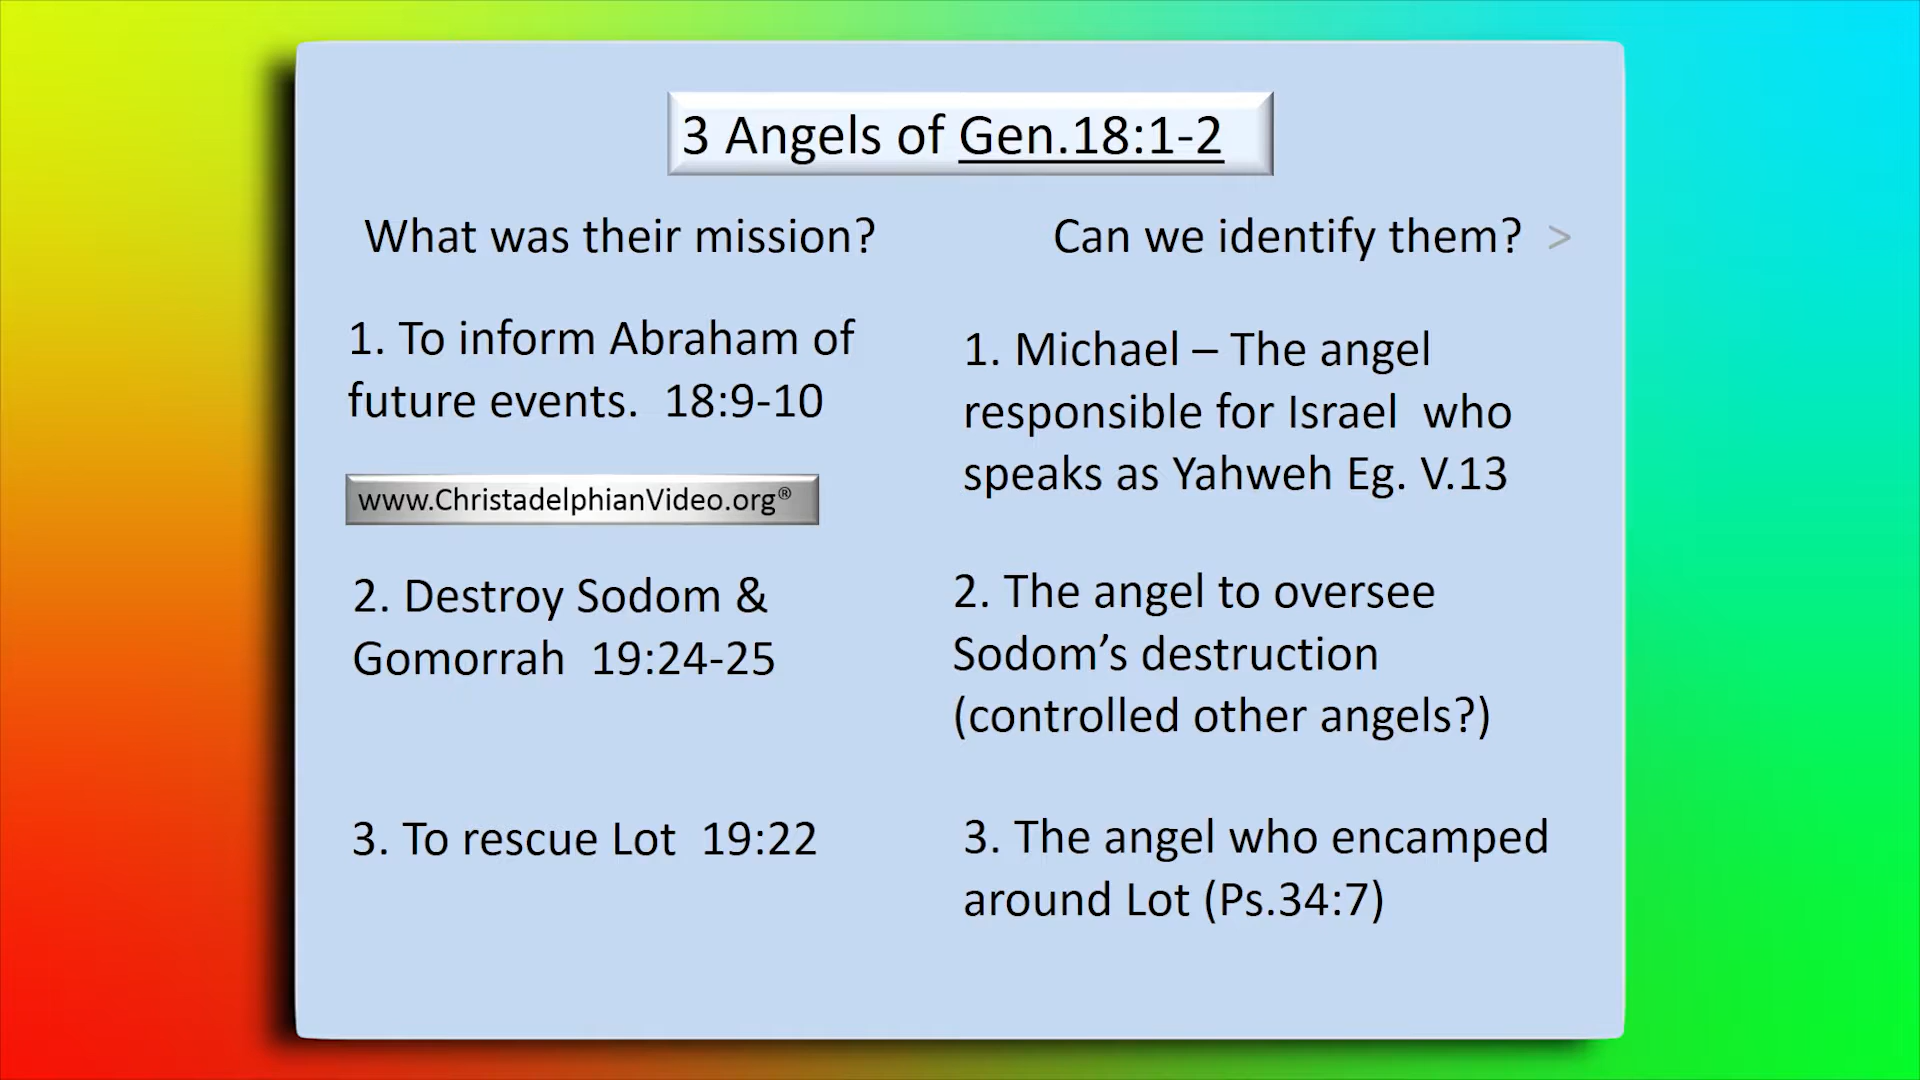 3 Angels of Gen.18:1-2
What was their mission?
1. To inform Abraham of
future events.  18:9-10
www.ChristadelphianVideo.org®
2. Destroy Sodom &
Gomorrah  19:24-25
3. To rescue Lot  19:22
Can we identify them? >
1. Michael – The angel
responsible for Israel  who
speaks as Yahweh Eg. V.13
2. The angel to oversee
Sodom’s destruction
(controlled other angels?)
3. The angel who encamped
around Lot (Ps.34:7)